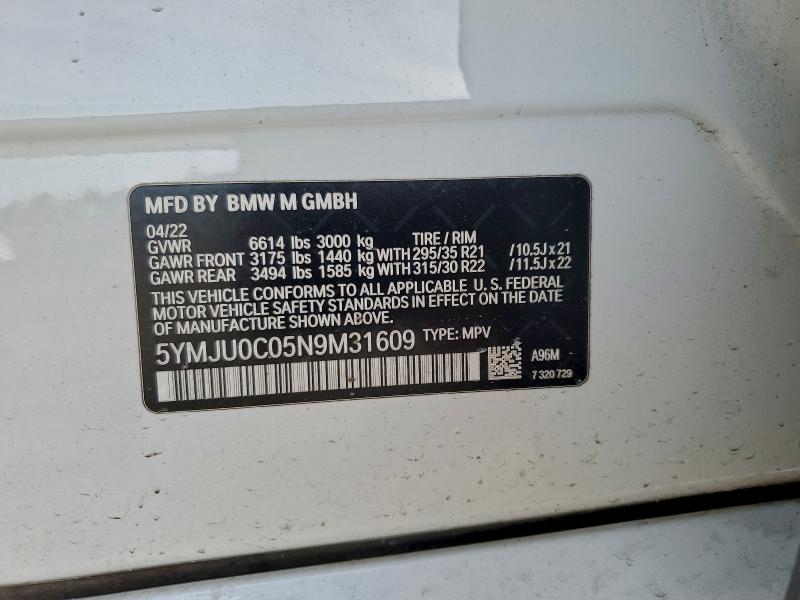 MFD BY BMW M GMBH
04/22
GVWR 6614 lbs 3000 kg TIRE / RIM
GAWR FRONT 3175 lbs 1440 kg WITH 295/35 R21 /10.5J x 21
GAWR REAR 3494 lbs 1585 kg WITH 315/30 R22 /11.5J x 22
THIS VEHICLE CONFORMS TO ALL APPLICABLE U. S. FEDERAL
MOTOR VEHICLE SAFETY STANDARDS IN EFFECT ON THE DATE
OF MANUFACTURE SHOWN ABOVE.
5YMJU0C05N9M31609 TYPE: MPV
A96M
7 320 729